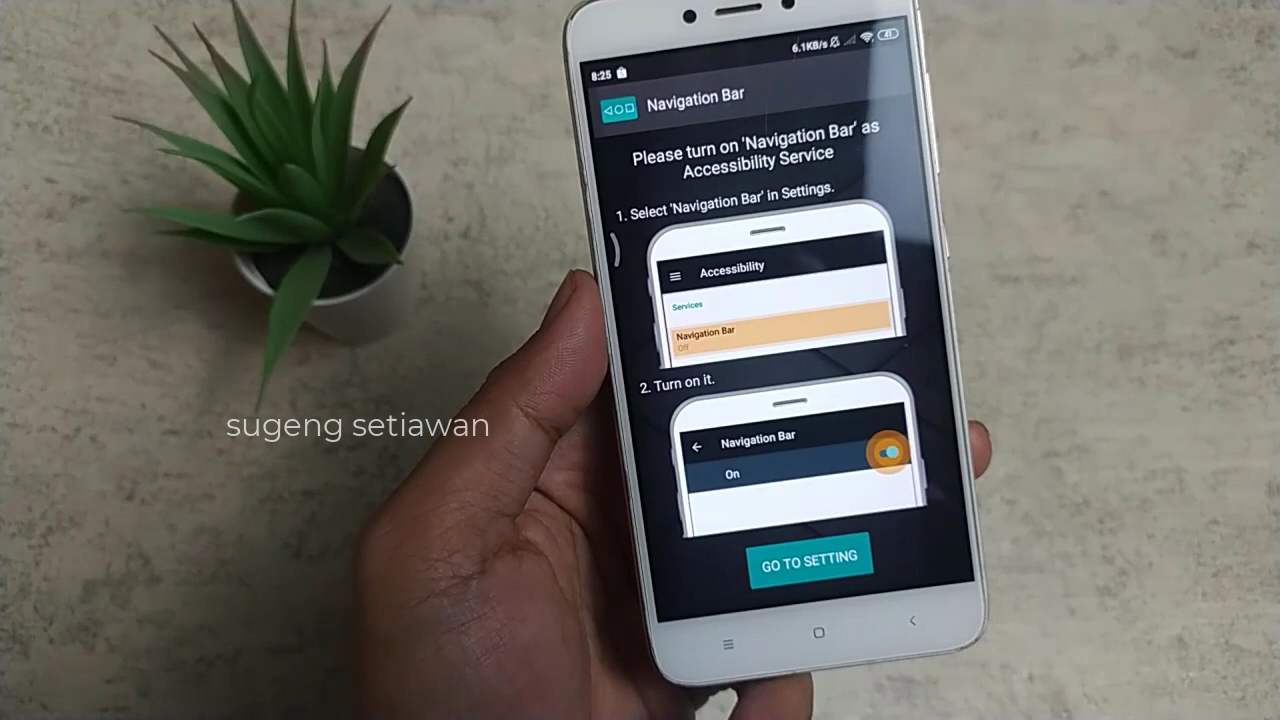 6.1KB/s
41
8:25
Navigation Bar
Please turn on 'Navigation Bar' as
Accessibility Service
1. Select 'Navigation Bar' in Settings.
Accessibility
Services
Navigation Bar
Off
2. Turn on it.
Navigation Bar
On
GO TO SETTING
sugeng setiawan